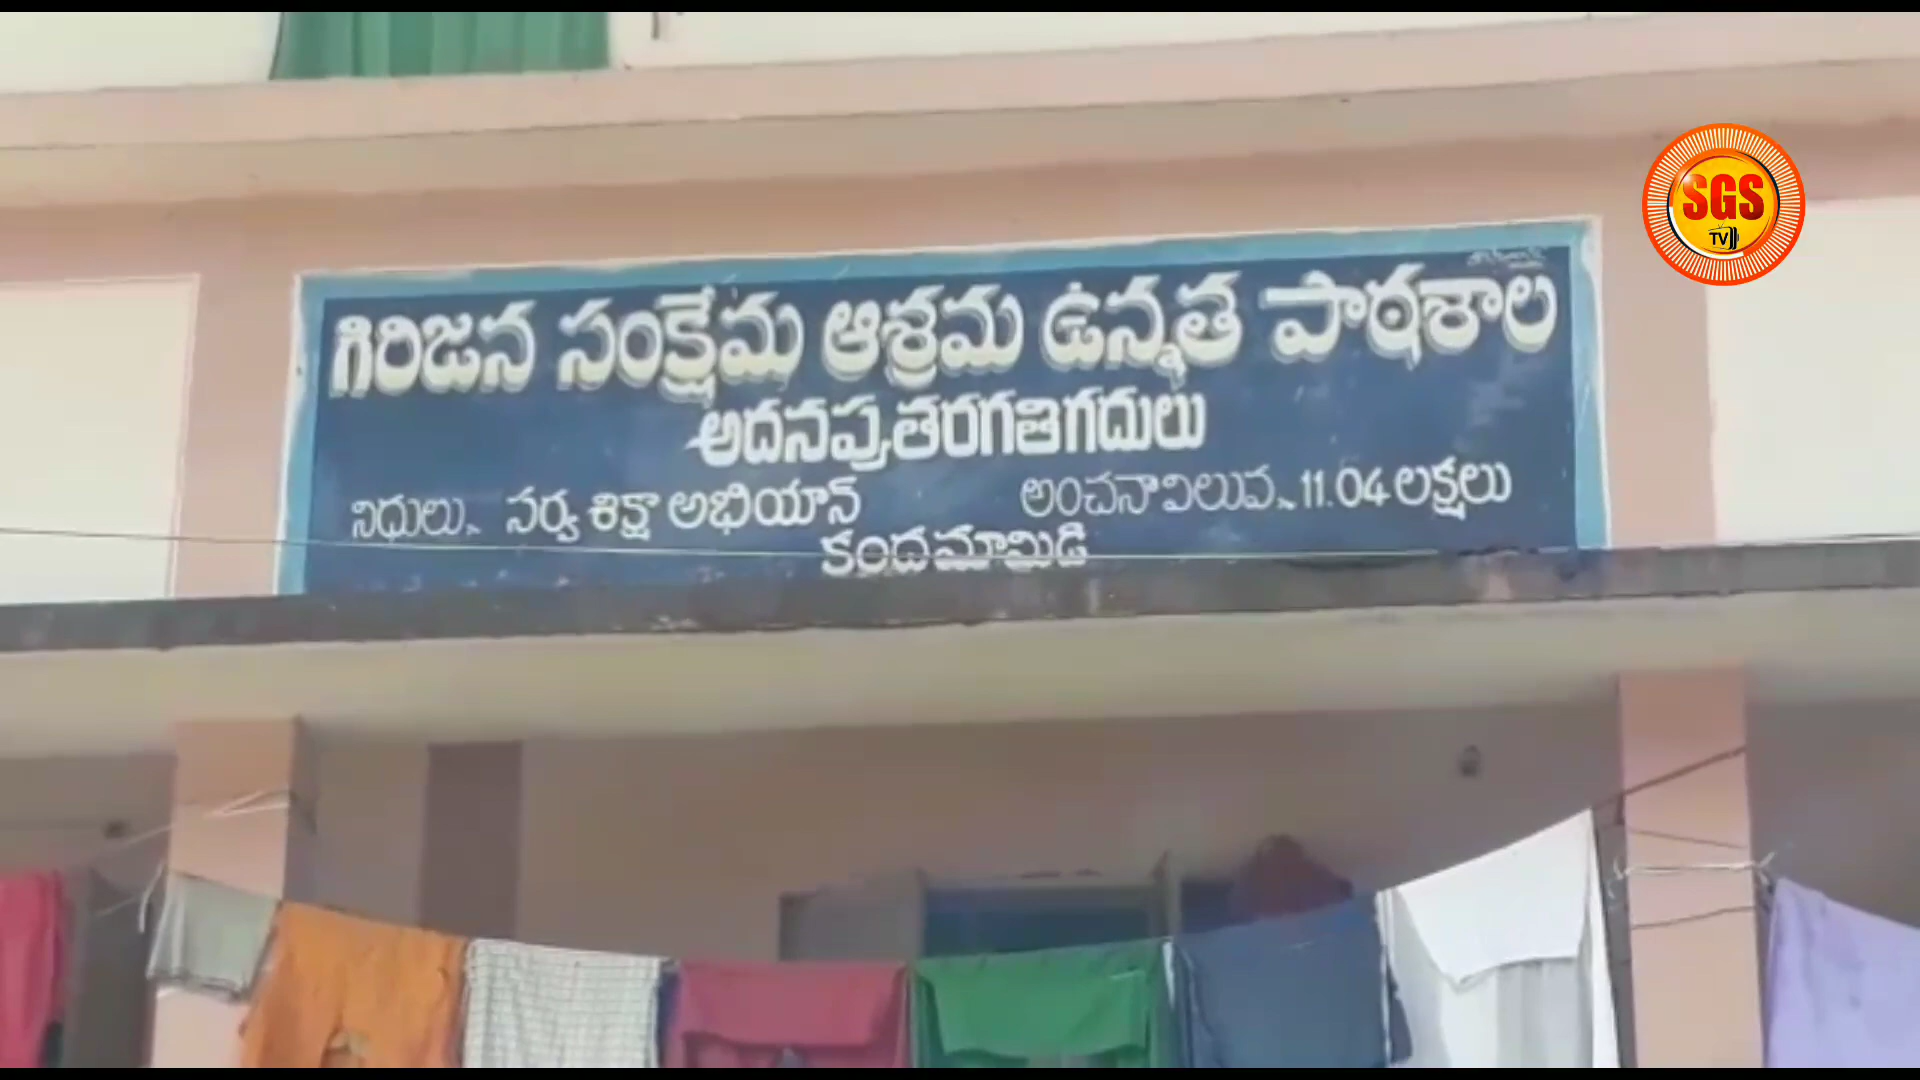 గిరిజన సంక్షేమ ఆశ్రమ ఉన్నత పాఠశాల
అదనపు తరగతి గదులు
నిధులు:- సర్వ శిక్షా అభియాన్ అంచనా విలువ:- 11.04 లక్షలు
కందమామిడి
SGS
TV